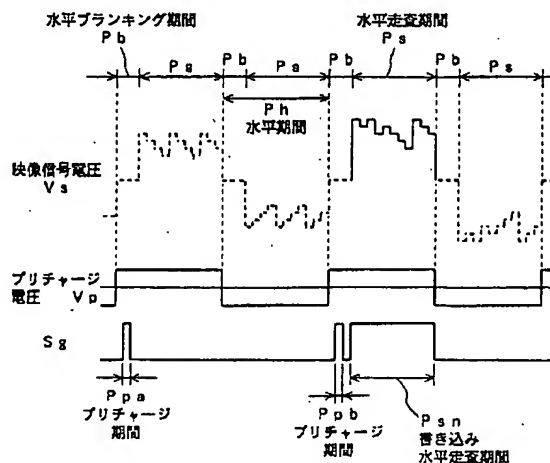 水平ブランキング期間
Pb
水平走査期間
Ps
Ps
Pb
Pa
Pb
Pb
Ps
Ph
水平期間
映像信号電圧
Vs
プリチャージ
電圧 Vp
Sg
Ppa
プリチャージ
期間
Ppb
プリチャージ
期間
Psn
書き込み
水平走査期間